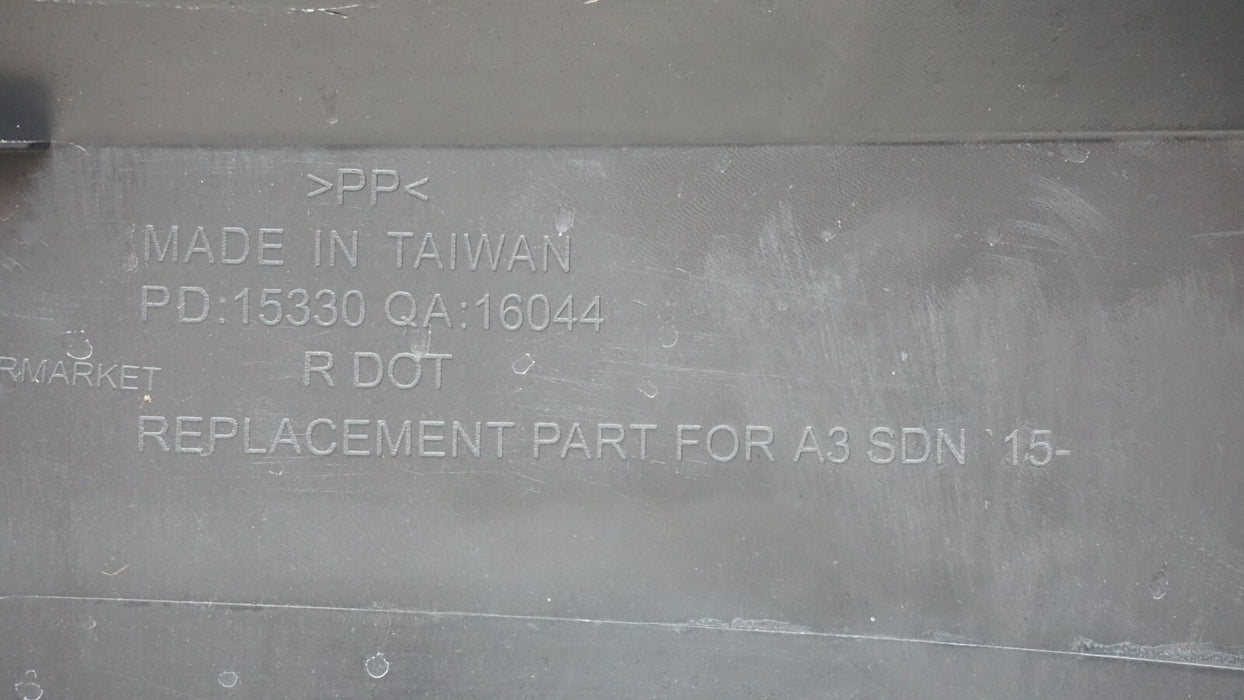 >PP<
MADE IN TAIWAN
PD:15330 QA:16044
R DOT
RMARKET
REPLACEMENT PART FOR A3 SDN `15-